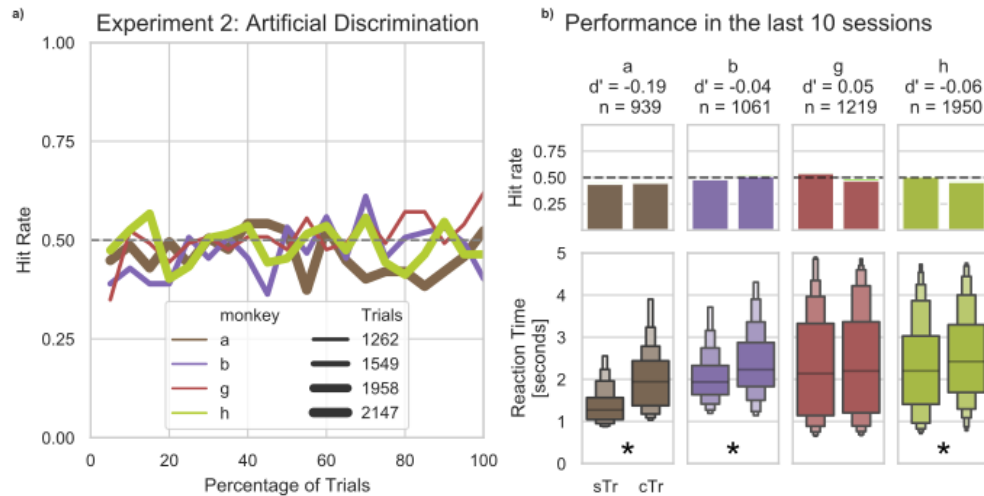 a)
Experiment 2: Artificial Discrimination
1.00
0.75
0.50
0.25
0.00
Hit Rate
0 20 40 60 80 100
Percentage of Trials
monkey
a
b
g
h
Trials
1262
1549
1958
2147
b)
Performance in the last 10 sessions
a
d' = -0.19
n = 939
b
d' = -0.04
n = 1061
g
d' = 0.05
n = 1219
h
d' = -0.06
n = 1950
Hit rate
0.75
0.50
0.25
Reaction Time
[seconds]
5
4
3
2
1
0
* * *
sTr cTr